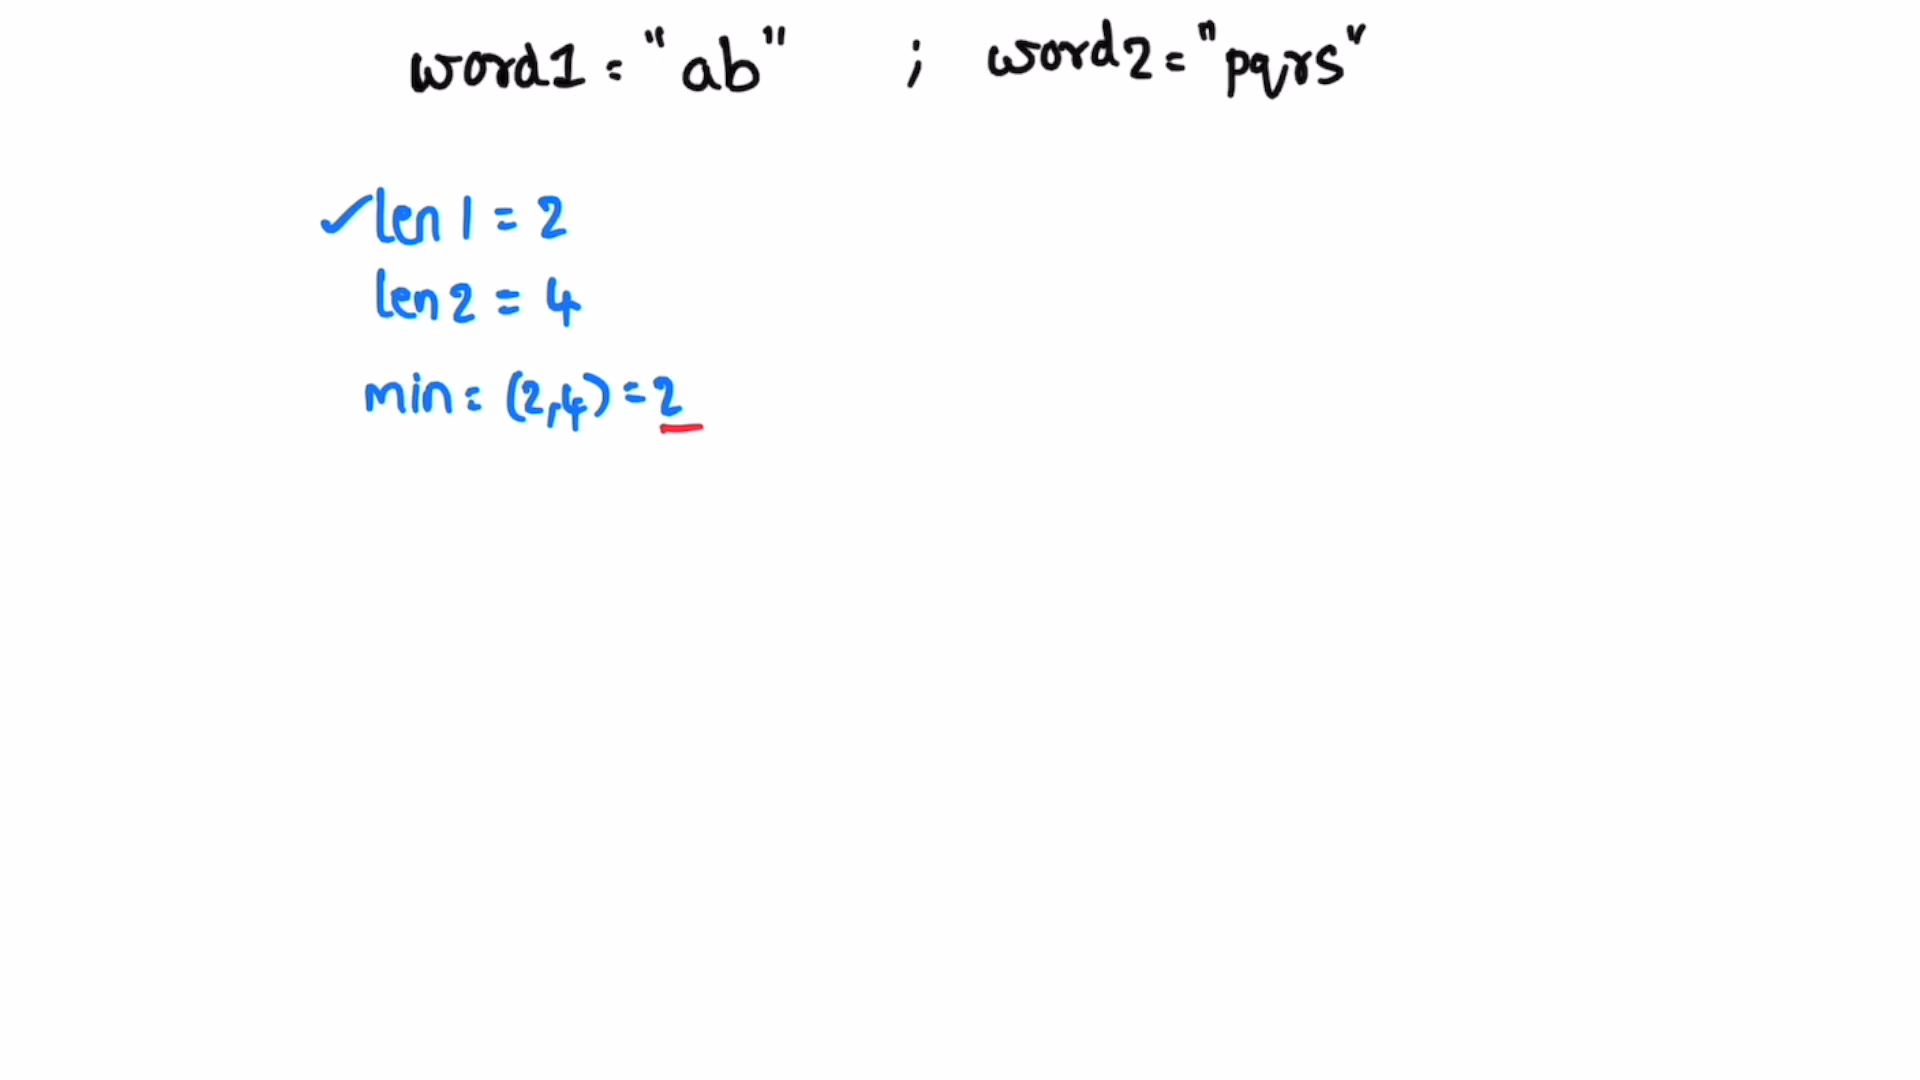 word1 = "ab" ; word2 = "pqrs"
✓len 1 = 2
len 2 = 4
min = (2,4) = 2